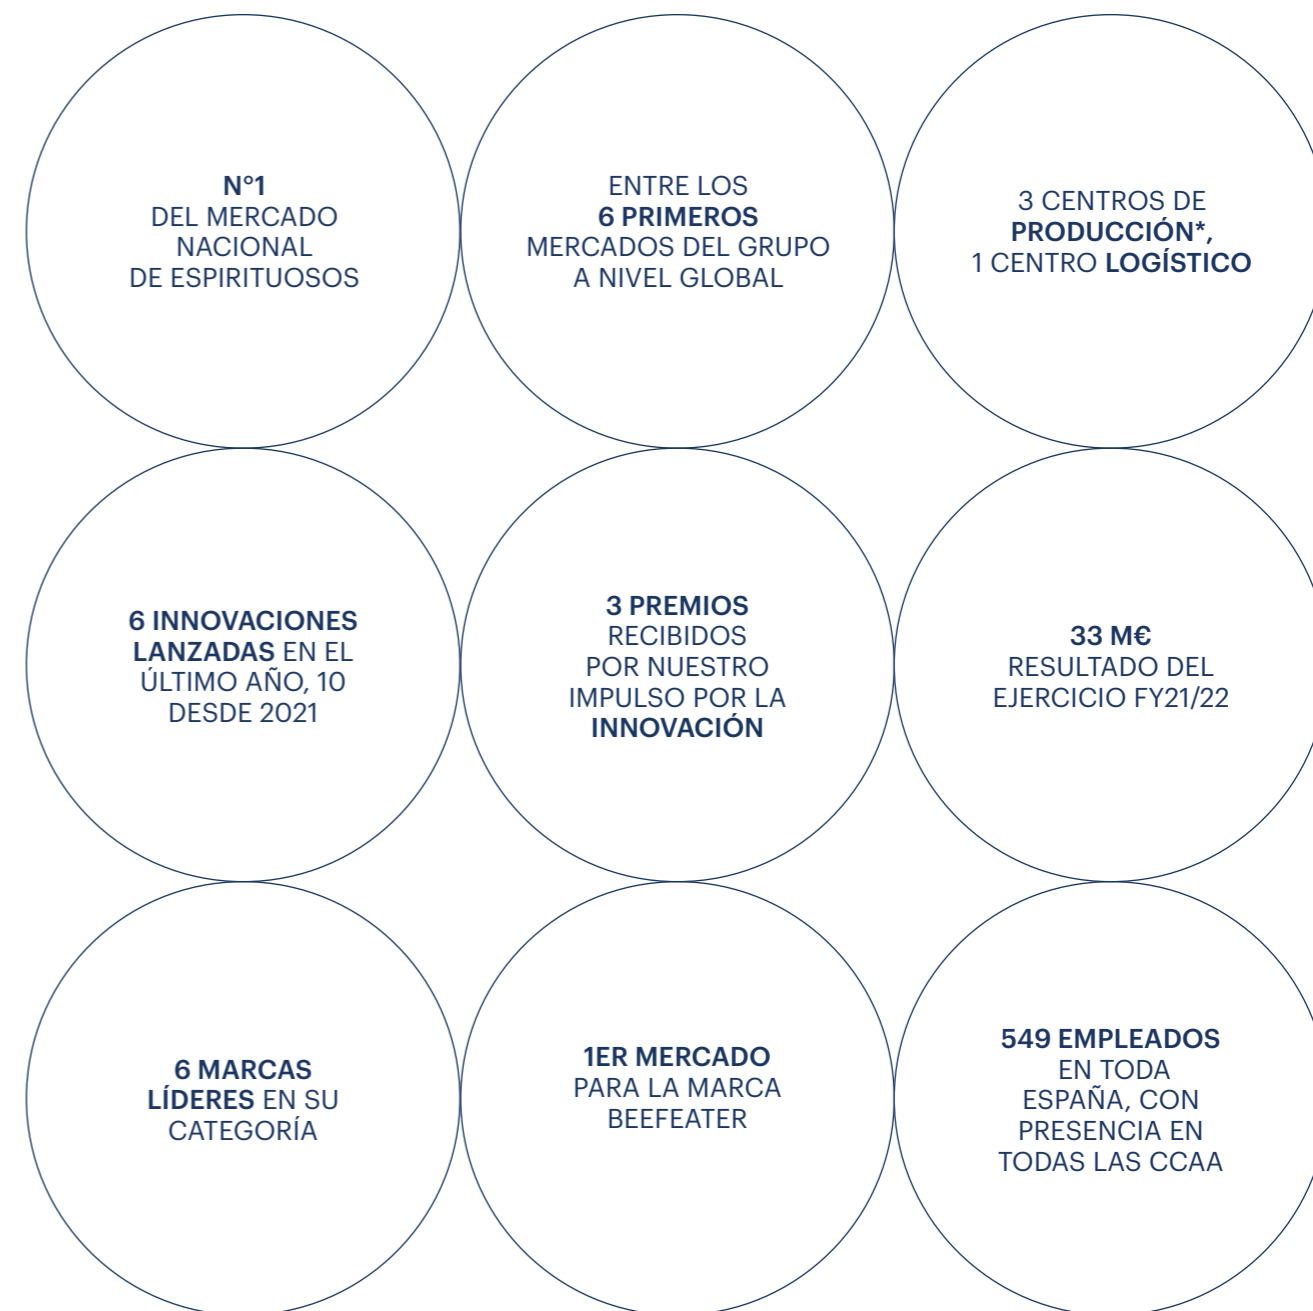 N°1
DEL MERCADO
NACIONAL
DE ESPIRITUOSOS
ENTRE LOS
6 PRIMEROS
MERCADOS DEL GRUPO
A NIVEL GLOBAL
3 CENTROS DE
PRODUCCIÓN*,
1 CENTRO LOGÍSTICO
6 INNOVACIONES
LANZADAS EN EL
ÚLTIMO AÑO, 10
DESDE 2021
3 PREMIOS
RECIBIDOS
POR NUESTRO
IMPULSO POR LA
INNOVACIÓN
33 M€
RESULTADO DEL
EJERCICIO FY21/22
6 MARCAS
LÍDERES EN SU
CATEGORÍA
1ER MERCADO
PARA LA MARCA
BEEFEATER
549 EMPLEADOS
EN TODA
ESPAÑA, CON
PRESENCIA EN
TODAS LAS CCAA